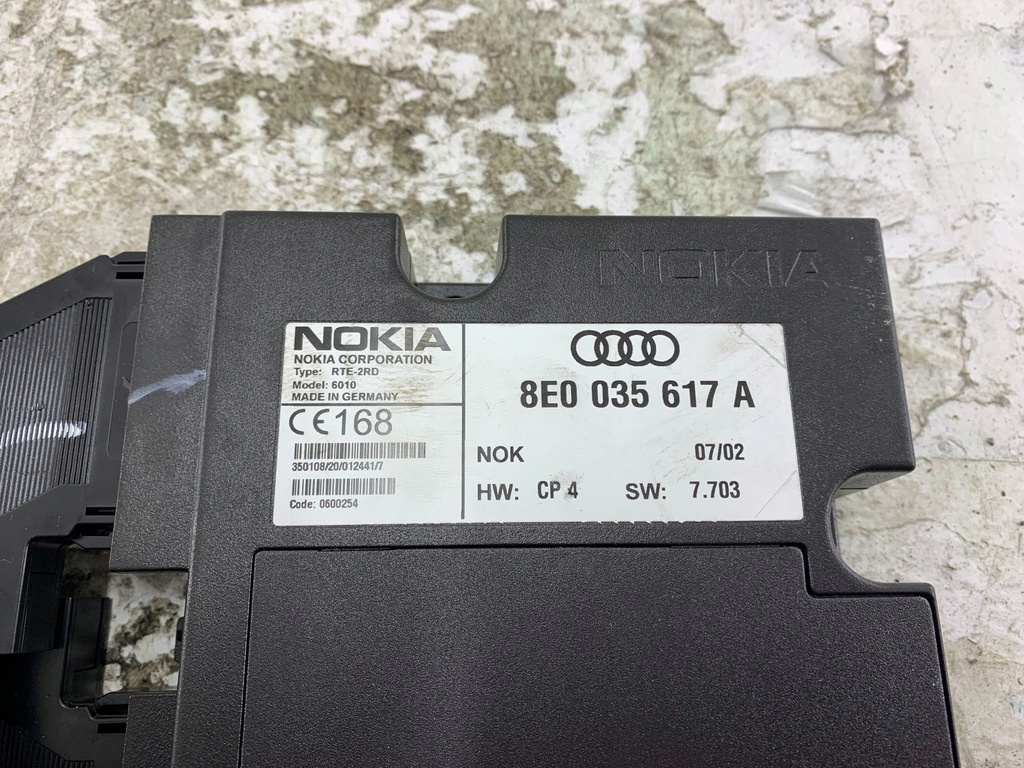 NOKIA
NOKIA
NOKIA CORPORATION
Type: RTE-2RD
Model: 6010
MADE IN GERMANY
CE168
350108/20/012441/7
Code: 0600254
8E0 035 617 A
NOK 07/02
HW: CP 4 SW: 7.703